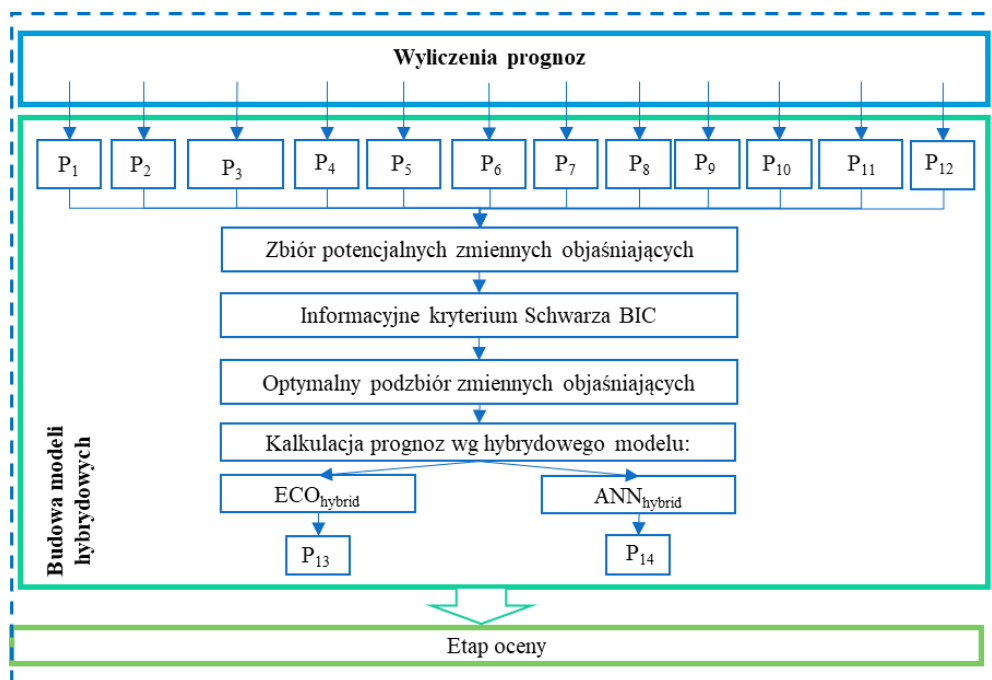 Wyliczenia prognoz
P1 P2 P3 P4 P5 P6 P7 P8 P9 P10 P11 P12
Zbiór potencjalnych zmiennych objaśniających
Informacyjne kryterium Schwarza BIC
Optymalny podzbiór zmiennych objaśniających
Kalkulacja prognoz wg hybrydowego modelu:
ECOhybrid ANNhybrid
P13 P14
Budowa modeli
hybrydowych
Etap oceny